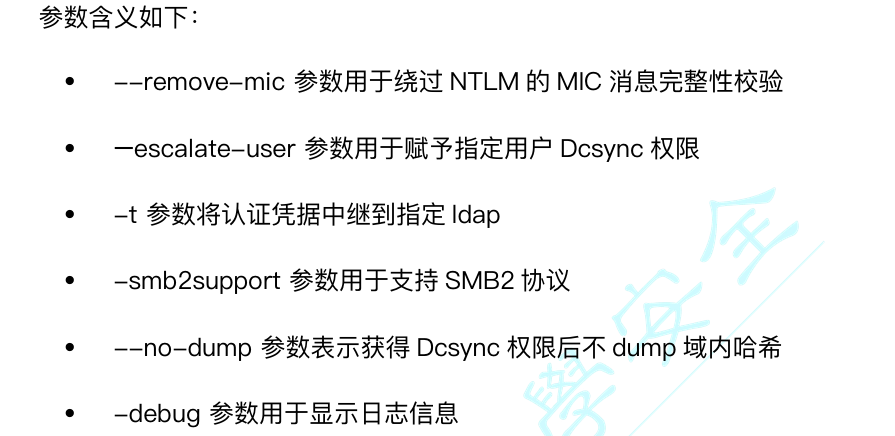 参数含义如下：
• --remove-mic 参数用于绕过 NTLM 的 MIC 消息完整性校验
• —escalate-user 参数用于赋予指定用户 Dcsync 权限
• -t 参数将认证凭据中继到指定 ldap
• -smb2support 参数用于支持 SMB2 协议
• --no-dump 参数表示获得 Dcsync 权限后不 dump 域内哈希
• -debug 参数用于显示日志信息
學安全